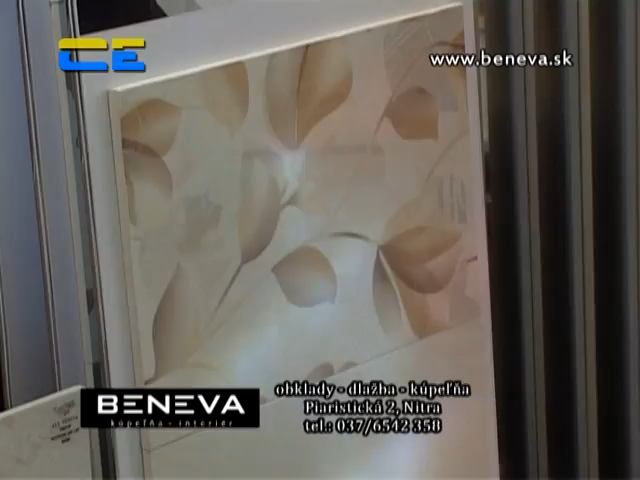 CE
www.beneva.sk
BENEVA
kúpeľňa - interiér
obklady - dlažba - kúpeľňa
Piaristická 2, Nitra
tel.: 037/6542 358